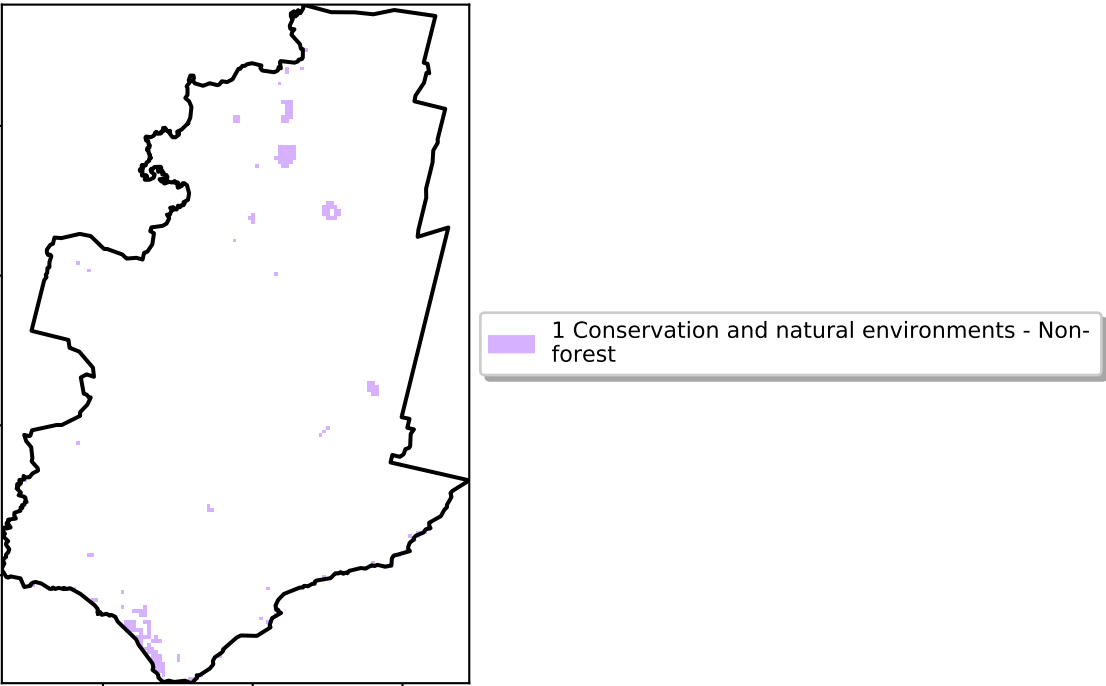 1 Conservation and natural environments - Non-
forest